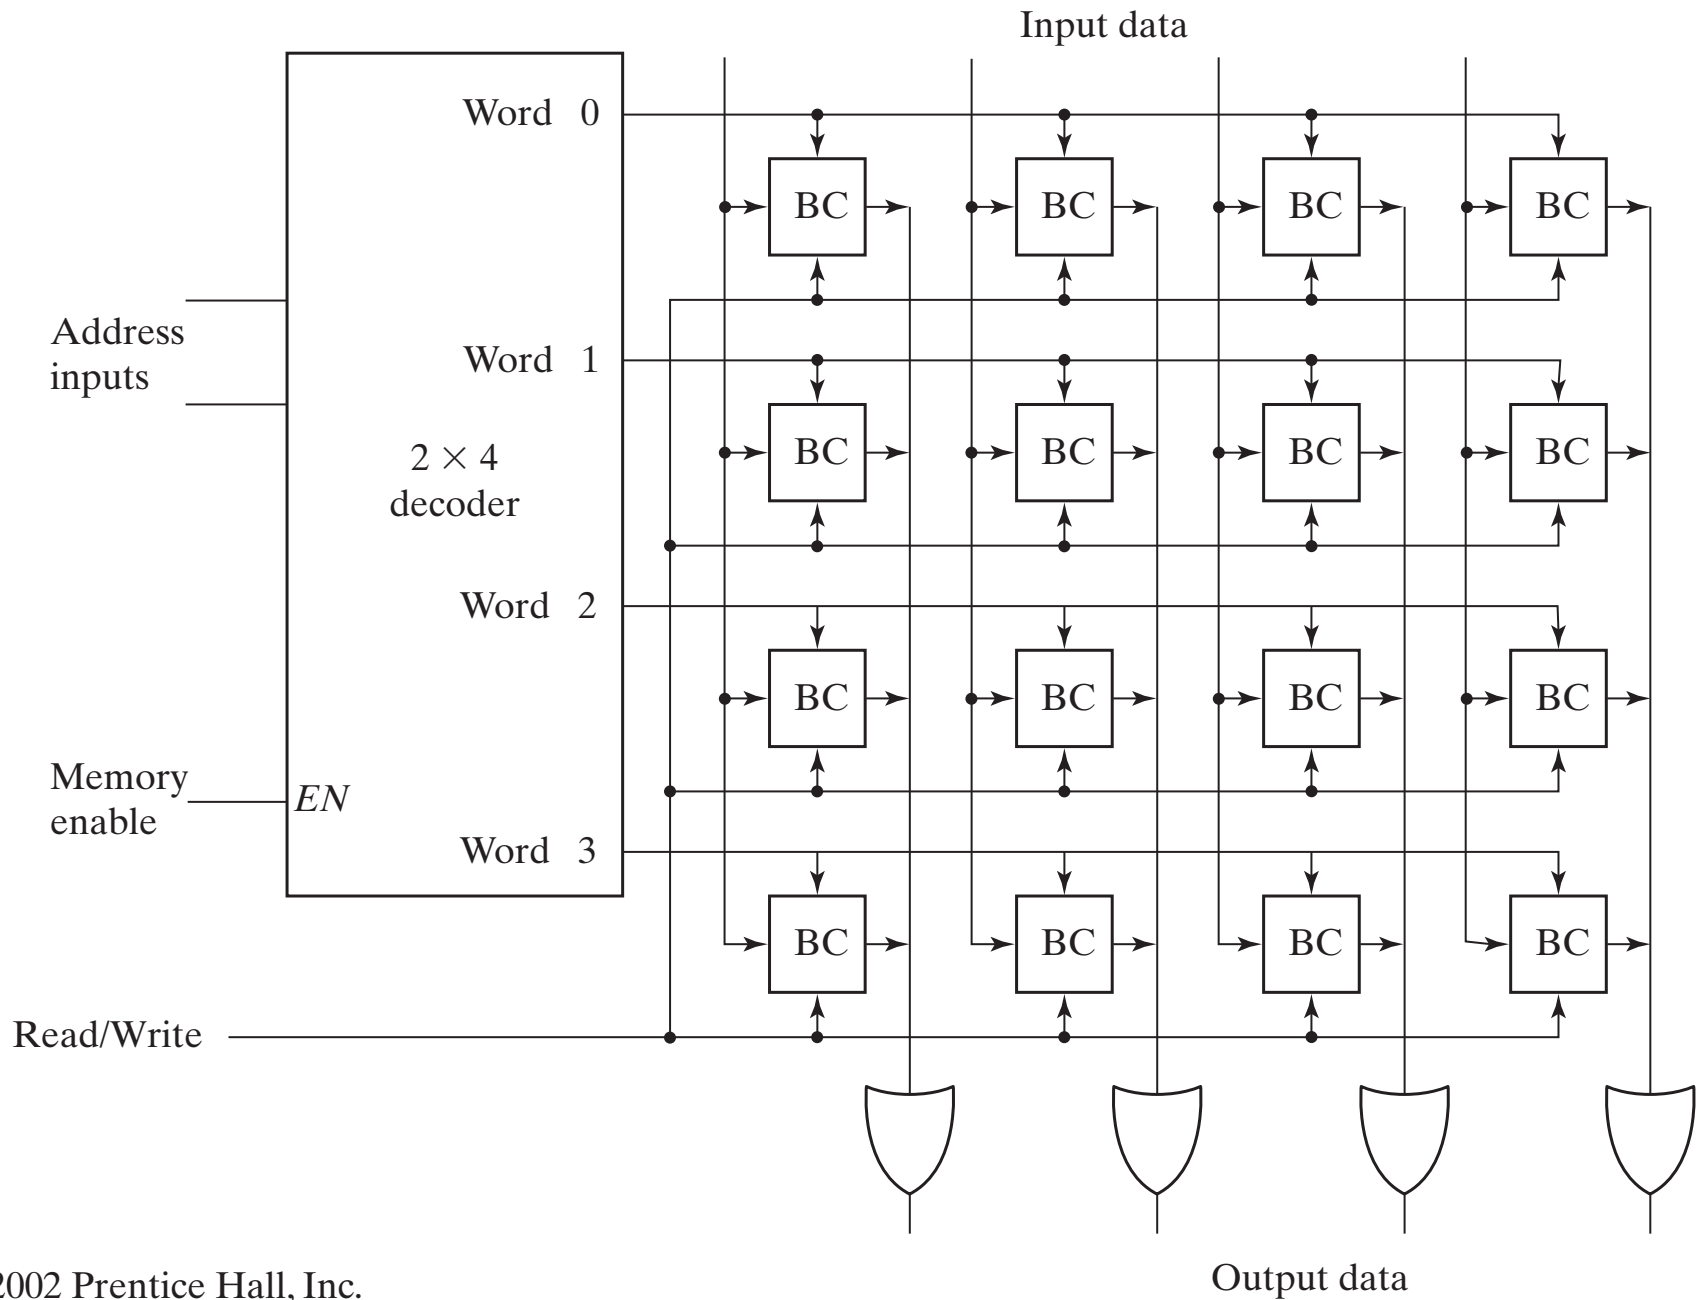 Input data
Word 0
BC BC BC BC
Address
inputs
Word 1
BC BC BC BC
2 × 4
decoder
Word 2
BC BC BC BC
Memory
enable
EN
Word 3
BC BC BC BC
Read/Write
Output data
2002 Prentice Hall, Inc.